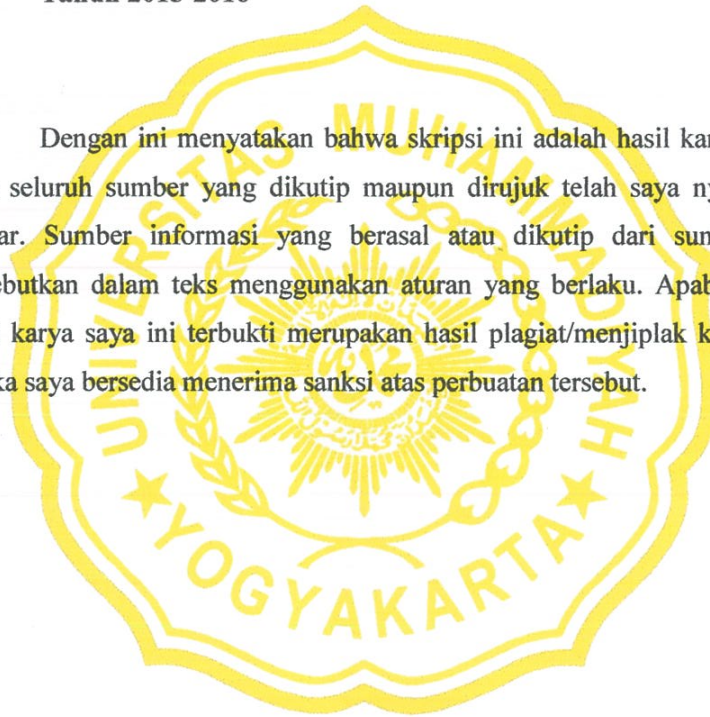 Tahun
Dengan ini menyatakan bahwa skripsi ini adalah hasil kar
seluruh sumber yang dikutip maupun dirujuk telah saya ny
ar. Sumber informasi yang berasal atau dikutip dari sum
ebutkan dalam teks menggunakan aturan yang berlaku. Apab
karya saya ini terbukti merupakan hasil plagiat/menjiplak k
ka saya bersedia menerima sanksi atas perbuatan tersebut.
UNIVERSITAS MUHAMMADIYAH
YOGYAKARTA